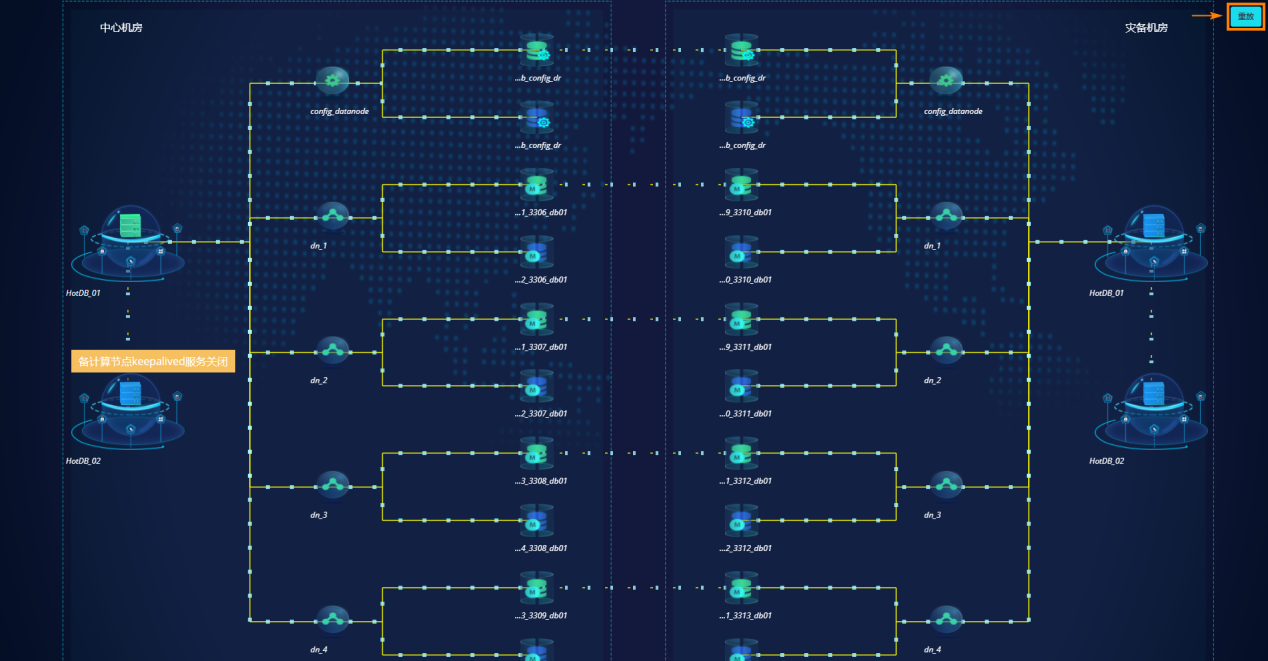 中心机房
灾备机房
重放
...b_config_dr
...b_config_dr
config_datanode
config_datanode
...b_config_dr
...b_config_dr
...1_3306_db01
...9_3310_db01
dn_1
dn_1
...2_3306_db01
...0_3310_db01
HotDB_01
HotDB_01
...1_3307_db01
...9_3311_db01
备计算节点keepalived服务关闭
dn_2
dn_2
...2_3307_db01
...0_3311_db01
HotDB_02
HotDB_02
...3_3308_db01
...1_3312_db01
dn_3
dn_3
...4_3308_db01
...2_3312_db01
...3_3309_db01
...1_3313_db01
dn_4
dn_4